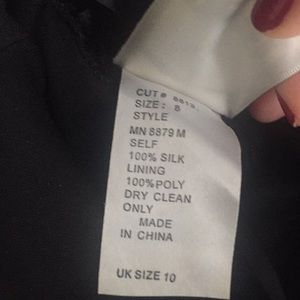 CUT#
SIZE: 8
STYLE
MN 8879 M
SELF
100% SILK
LINING
100%POLY
DRY CLEAN
ONLY
MADE
IN CHINA
UK SIZE 10